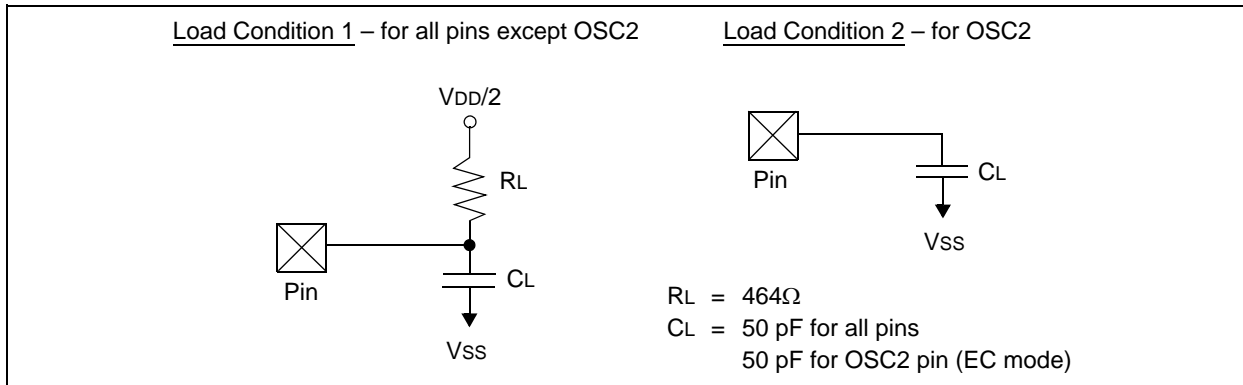 Load Condition 1 – for all pins except OSC2
VDD/2
RL
Pin
CL
VSS
Load Condition 2 – for OSC2
Pin
CL
VSS
RL = 464Ω
CL = 50 pF for all pins
50 pF for OSC2 pin (EC mode)